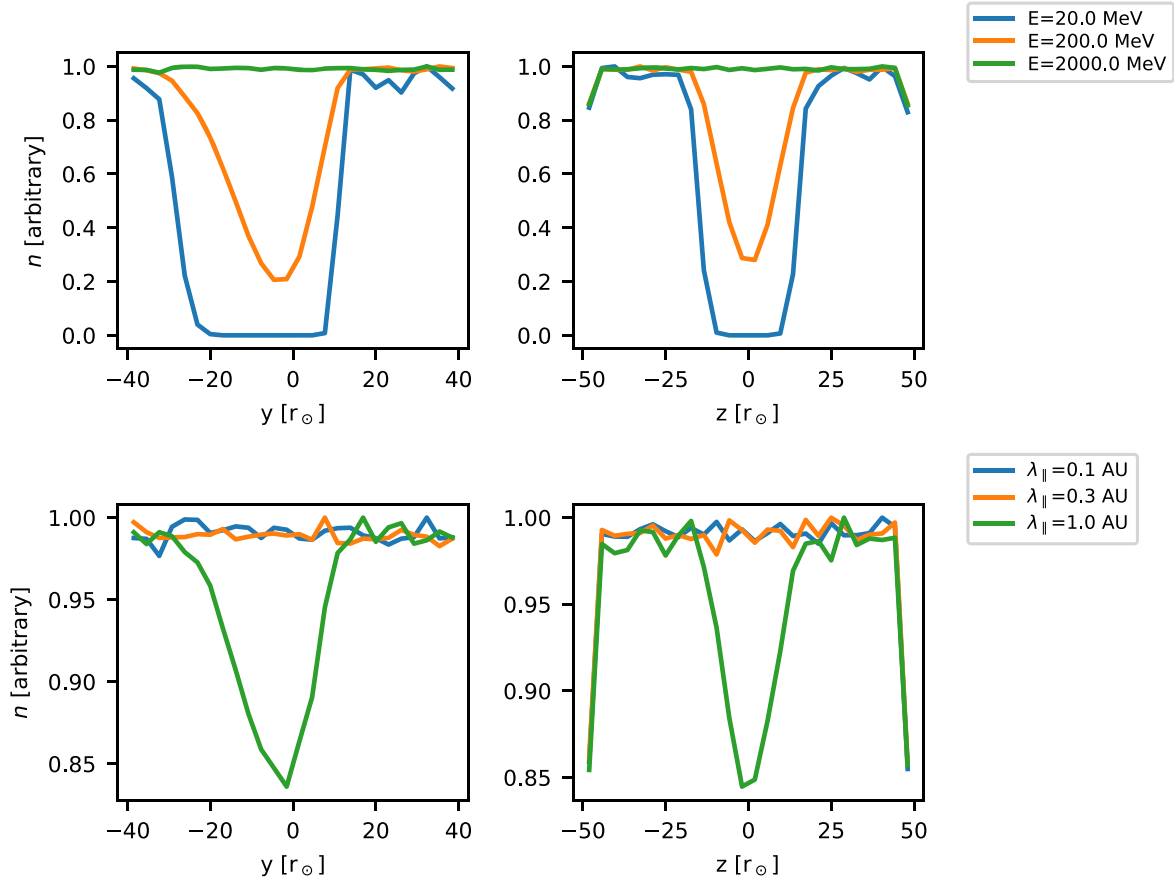 E=20.0 MeV
E=200.0 MeV
E=2000.0 MeV
1.0
0.8
0.6
0.4
0.2
0.0
n [arbitrary]
−40 −20 0 20 40
y [r☉]
1.0
0.8
0.6
0.4
0.2
0.0
−50 −25 0 25 50
z [r☉]
λ∥=0.1 AU
λ∥=0.3 AU
λ∥=1.0 AU
1.00
0.95
0.90
0.85
n [arbitrary]
−40 −20 0 20 40
y [r☉]
1.00
0.95
0.90
0.85
−50 −25 0 25 50
z [r☉]